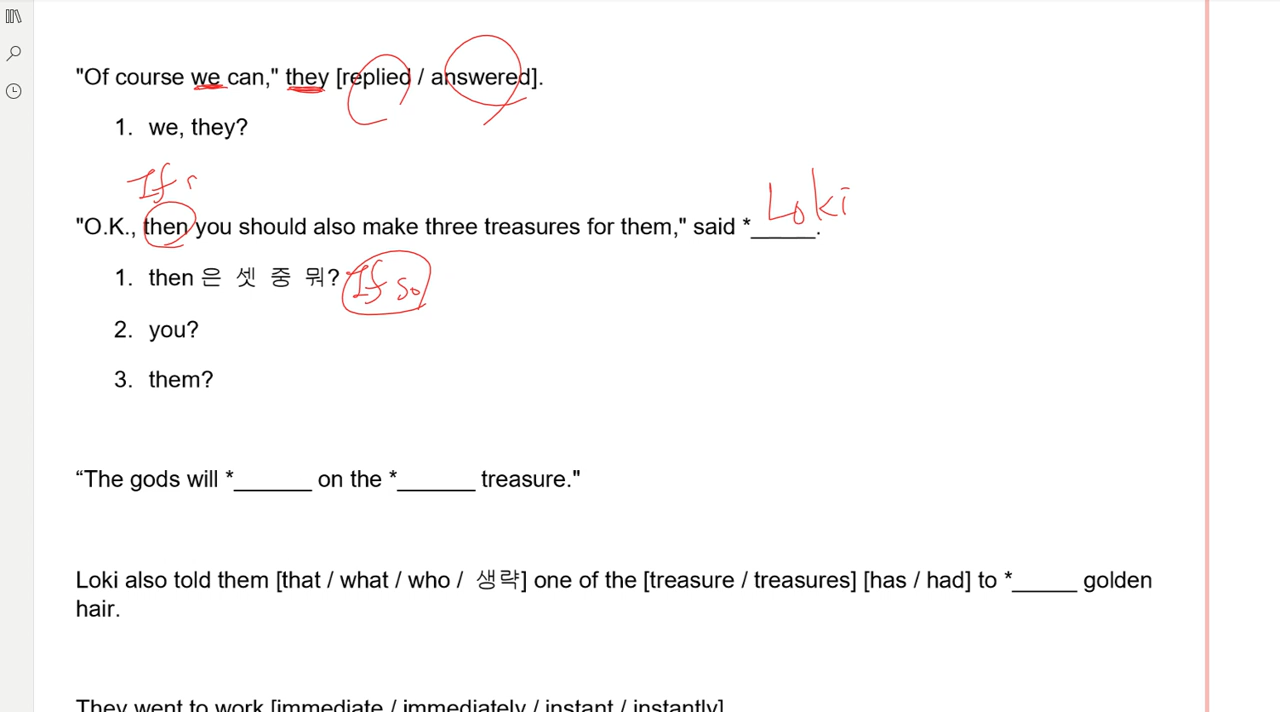 "Of course we can," they [replied / answered].
1. we, they?
If s
"O.K., then you should also make three treasures for them," said *______.
Loki
1. then 은 셋 중 뭐? If so
2. you?
3. them?
“The gods will *______ on the *______ treasure."
Loki also told them [that / what / who / 생략] one of the [treasure / treasures] [has / had] to *_____ golden
hair.
They went to work [immediate / immediately / instant / instantly]